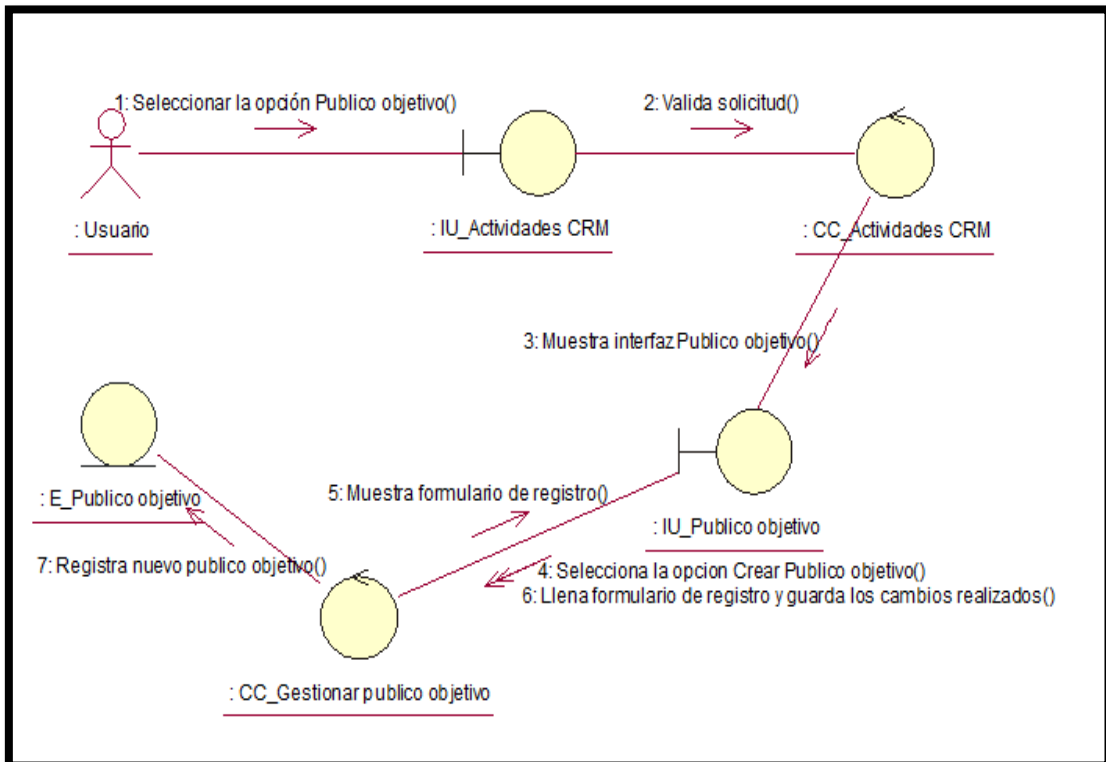 1: Seleccionar la opción Publico objetivo()
2: Valida solicitud()
: Usuario
: IU_Actividades CRM
: CC_Actividades CRM
3: Muestra interfaz Publico objetivo()
: E_Publico objetivo
5: Muestra formulario de registro()
: IU_Publico objetivo
7: Registra nuevo publico objetivo()
4: Selecciona la opcion Crear Publico objetivo()
6: Llena formulario de registro y guarda los cambios realizados()
: CC_Gestionar publico objetivo